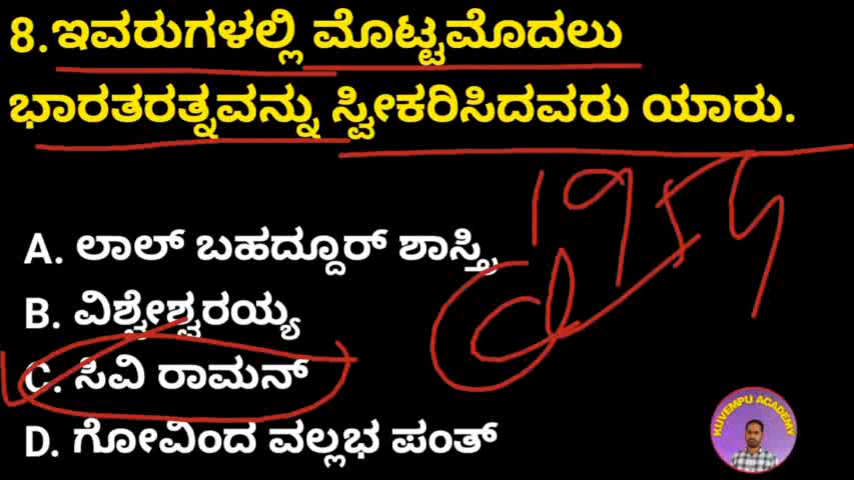 8.ಇವರುಗಳಲ್ಲಿ ಮೊಟ್ಟಮೊದಲು
ಭಾರತರತ್ನವನ್ನು ಸ್ವೀಕರಿಸಿದವರು ಯಾರು.
1954
A. ಲಾಲ್ ಬಹದ್ದೂರ್ ಶಾಸ್ತ್ರಿ
B. ವಿಶ್ವೇಶ್ವರಯ್ಯ
C. ಸಿವಿ ರಾಮನ್
D. ಗೋವಿಂದ ವಲ್ಲಭ ಪಂತ್
KUVEMPU ACADEMY